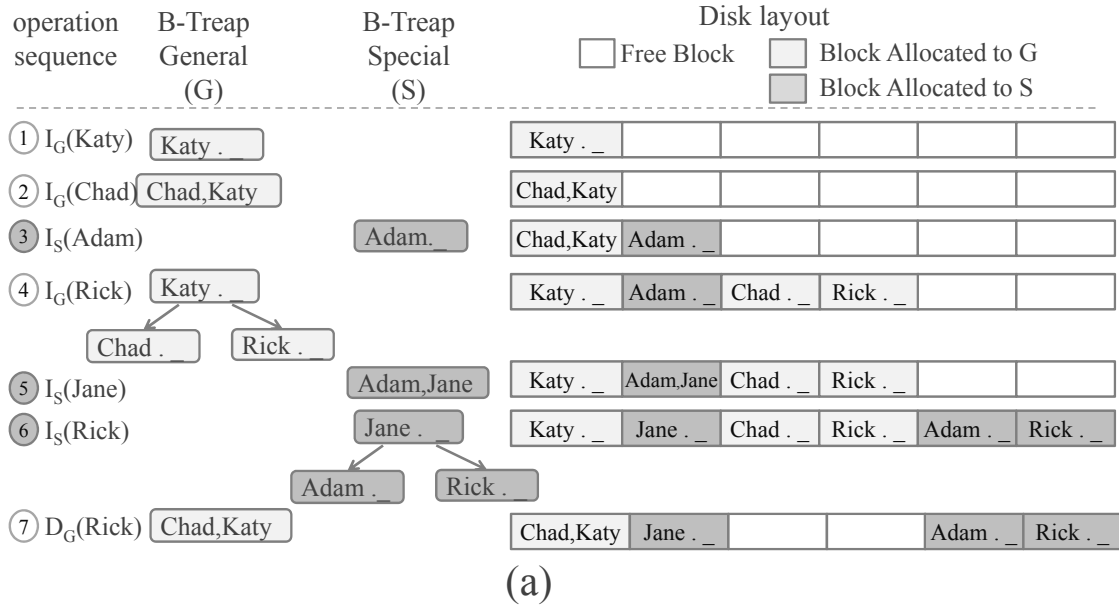 operation sequence B-Treap General (G) B-Treap Special (S) Disk layout
Free Block Block Allocated to G
Block Allocated to S
1 I_G(Katy) Katy . _ Katy . _
2 I_G(Chad) Chad,Katy Chad,Katy
3 I_S(Adam) Adam._ Chad,Katy Adam . _
4 I_G(Rick) Katy . _ Katy . _ Adam . _ Chad . _ Rick . _
Chad . _ Rick . _
5 I_S(Jane) Adam,Jane Katy . _ Adam,Jane Chad . _ Rick . _
6 I_S(Rick) Jane . _ Katy . _ Jane . _ Chad . _ Rick . _ Adam . _ Rick . _
Adam . _ Rick . _
7 D_G(Rick) Chad,Katy Chad,Katy Jane . _ Adam . _ Rick . _
(a)